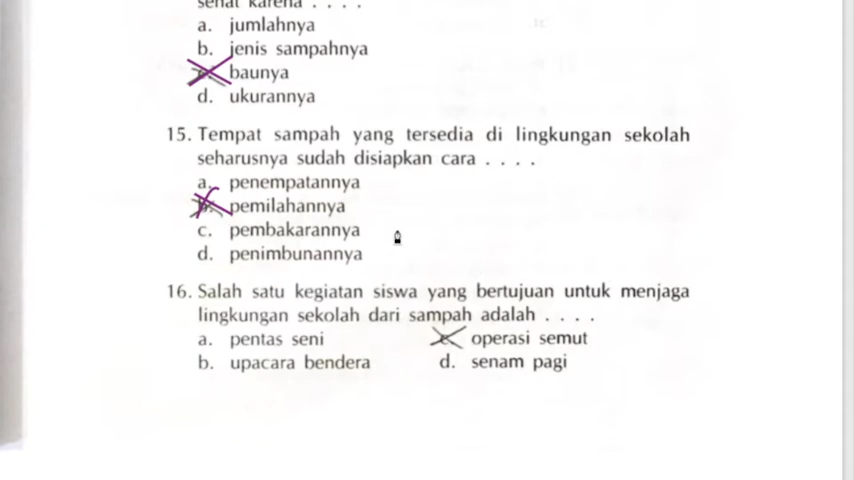 sehat karena . . . .
a. jumlahnya
b. jenis sampahnya
baunya
d. ukurannya
15. Tempat sampah yang tersedia di lingkungan sekolah
seharusnya sudah disiapkan cara . . . .
a. penempatannya
pemilahannya
c. pembakarannya
d. penimbunannya
16. Salah satu kegiatan siswa yang bertujuan untuk menjaga
lingkungan sekolah dari sampah adalah . . . .
a. pentas seni
b. upacara bendera
c. operasi semut
d. senam pagi